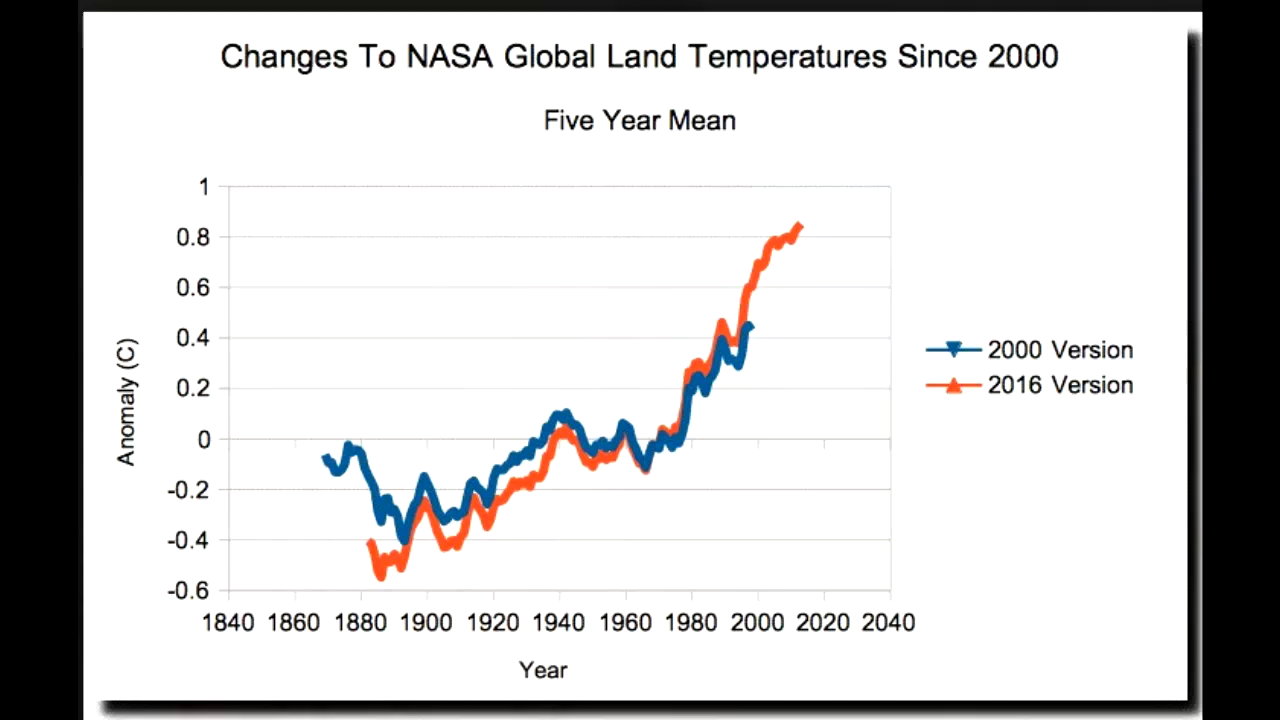 Changes To NASA Global Land Temperatures Since 2000
Five Year Mean
1
0.8
0.6
0.4
0.2
0
-0.2
-0.4
-0.6
Anomaly (C)
1840 1860 1880 1900 1920 1940 1960 1980 2000 2020 2040
Year
2000 Version
2016 Version